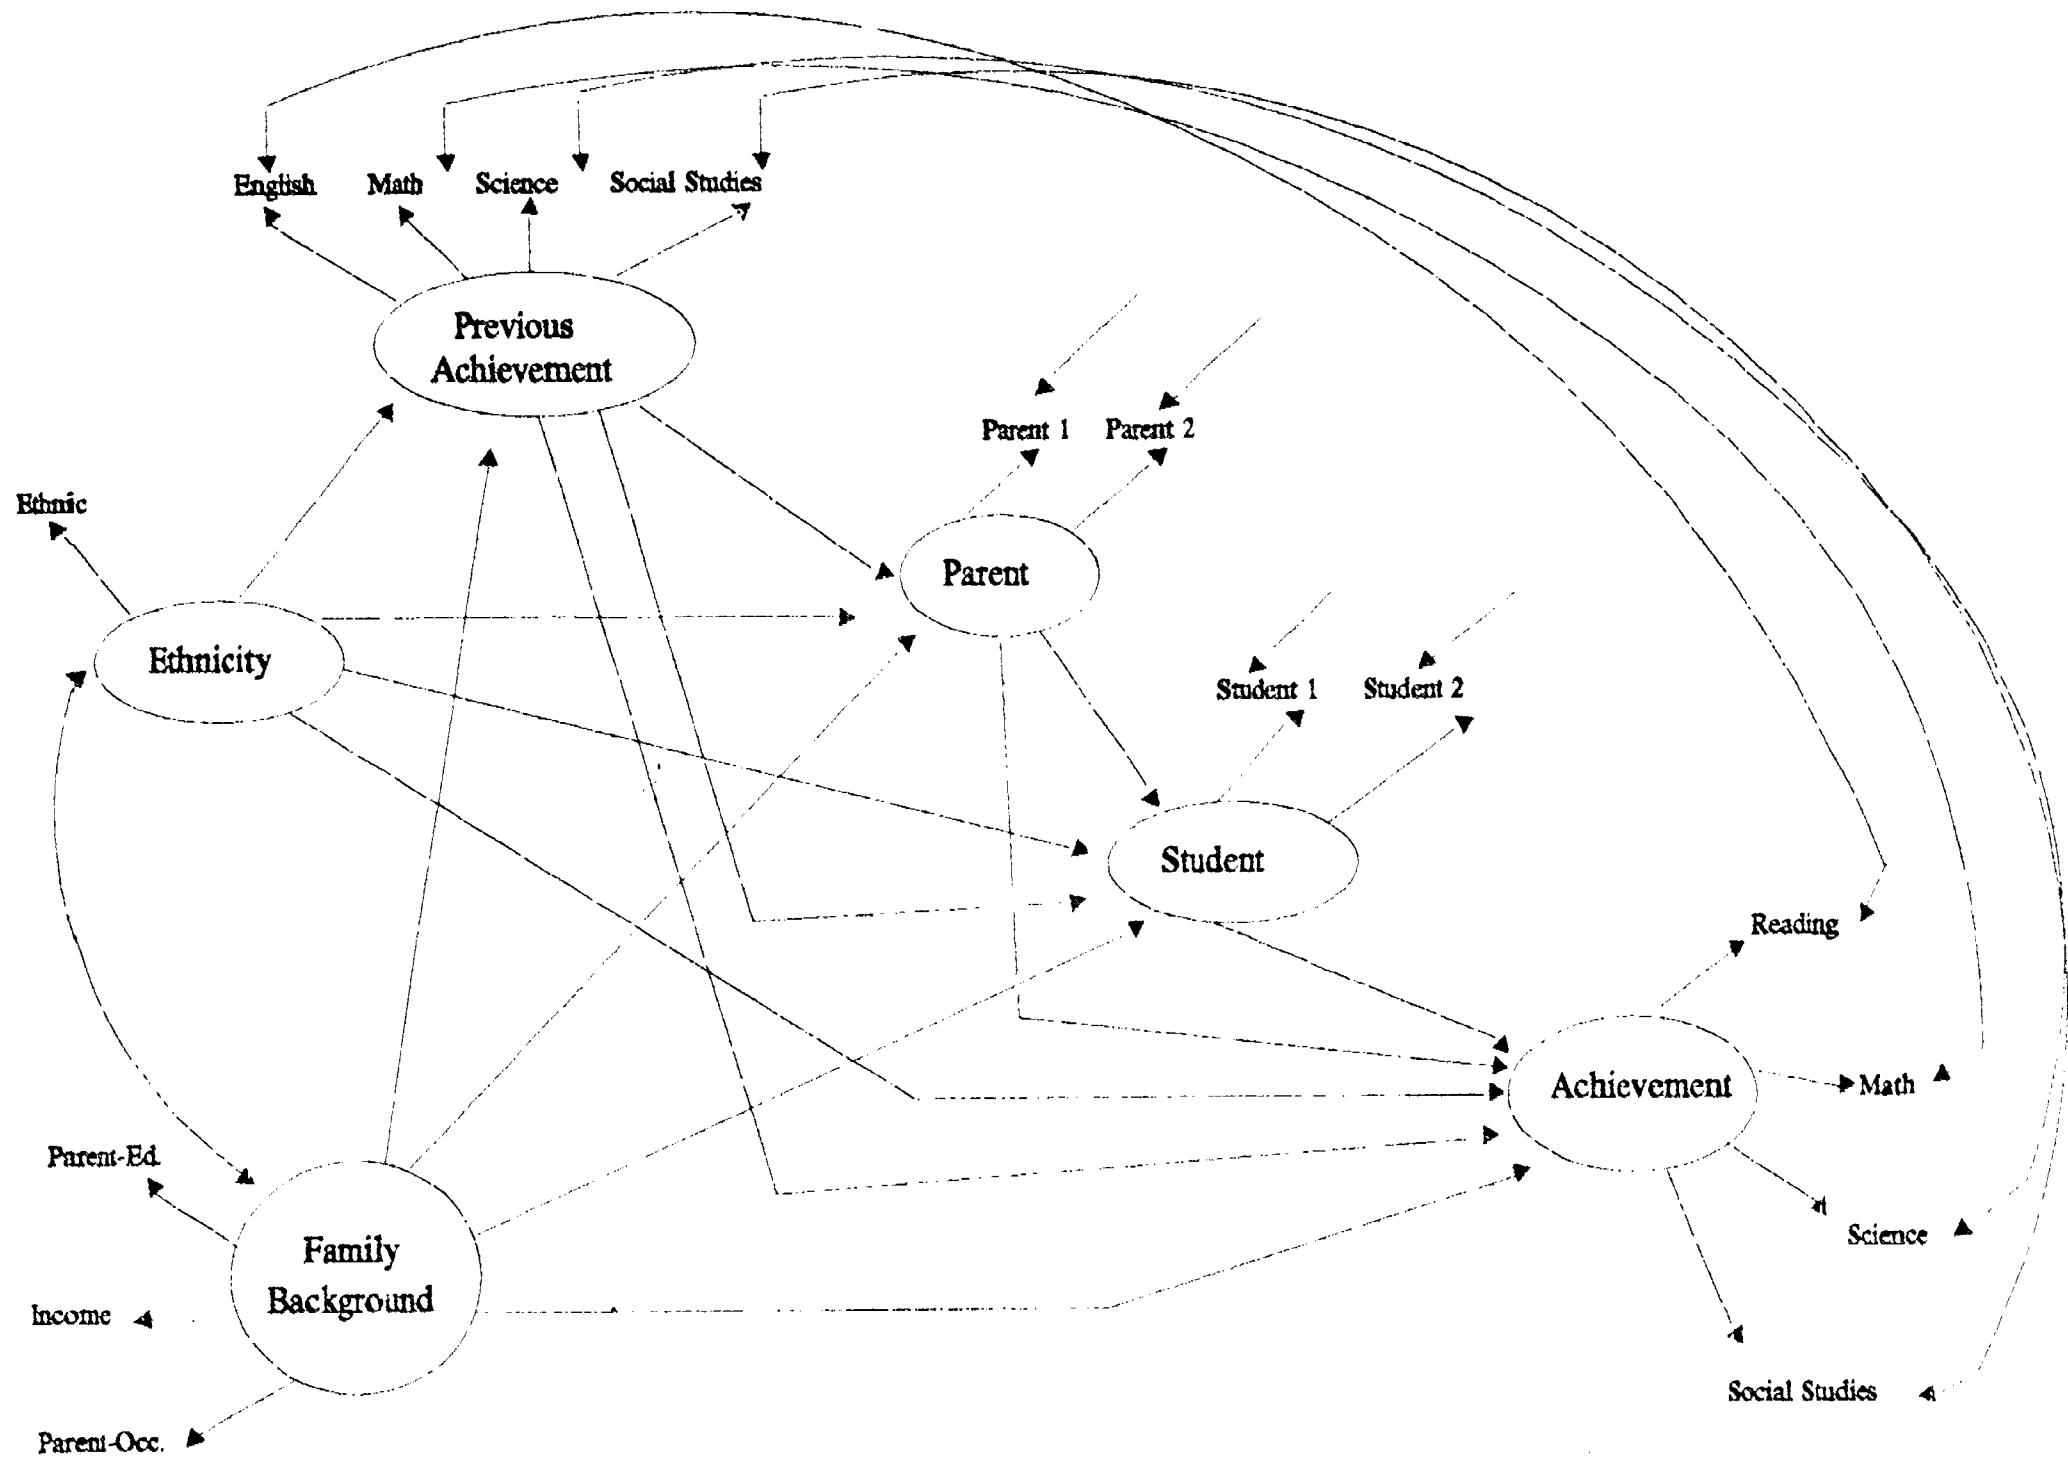 English Math Science Social Studies
Previous
Achievement
Parent 1 Parent 2
Ethnic
Parent
Ethnicity
Student 1 Student 2
Student
Reading
Achievement
Math
Parent-Ed.
Science
Family
Background
Income
Social Studies
Parent-Occ.